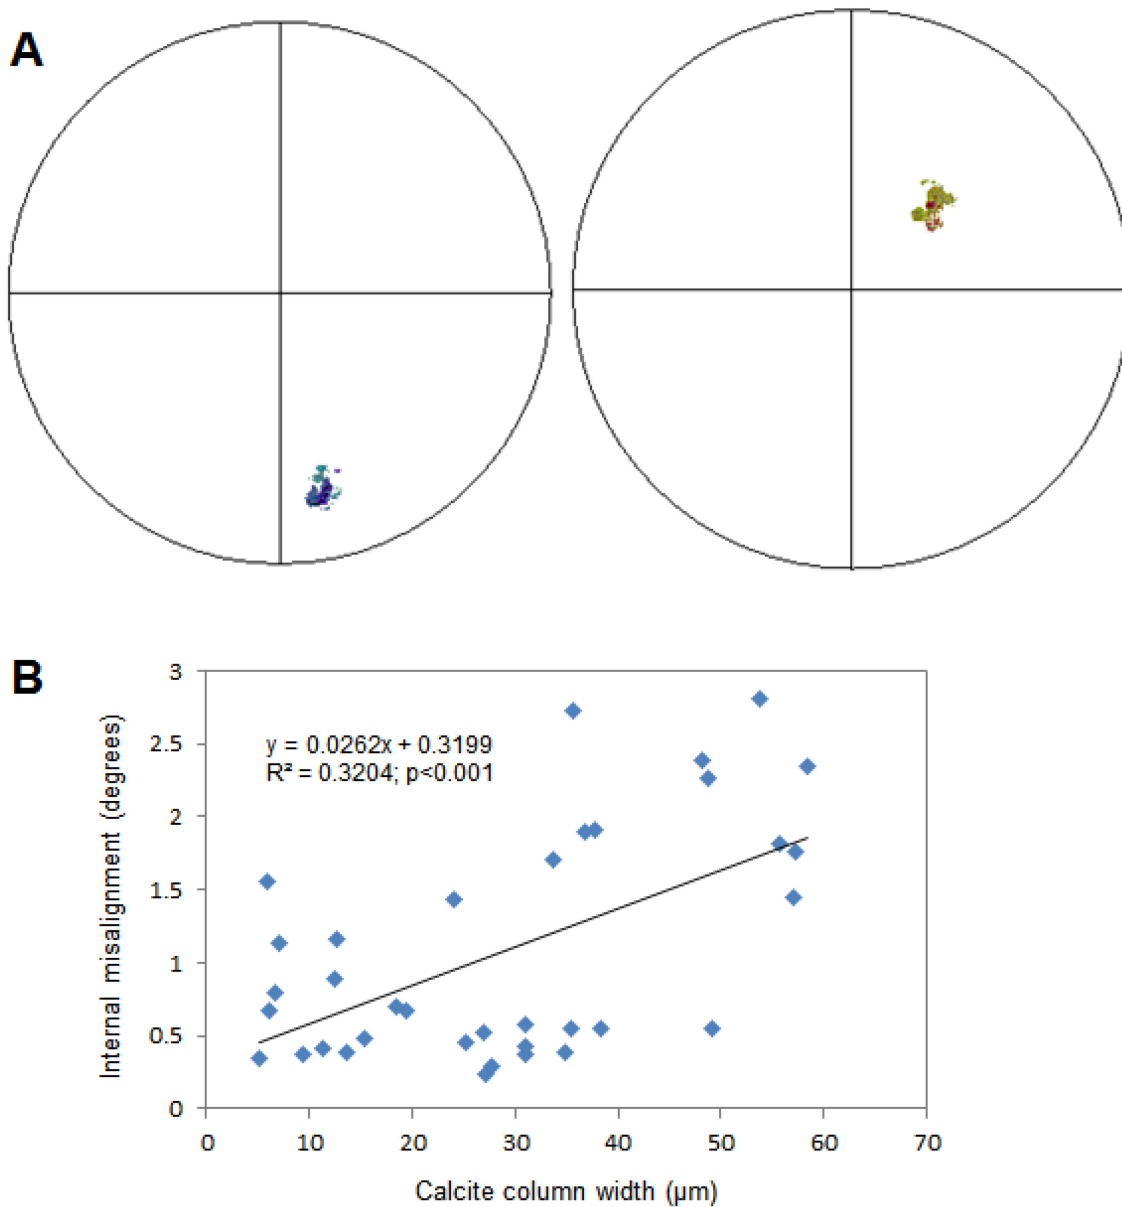 A
B
3
2.5
2
1.5
1
0.5
0
Internal misalignment (degrees)
y = 0.0262x + 0.3199
R² = 0.3204; p<0.001
0 10 20 30 40 50 60 70
Calcite column width (µm)